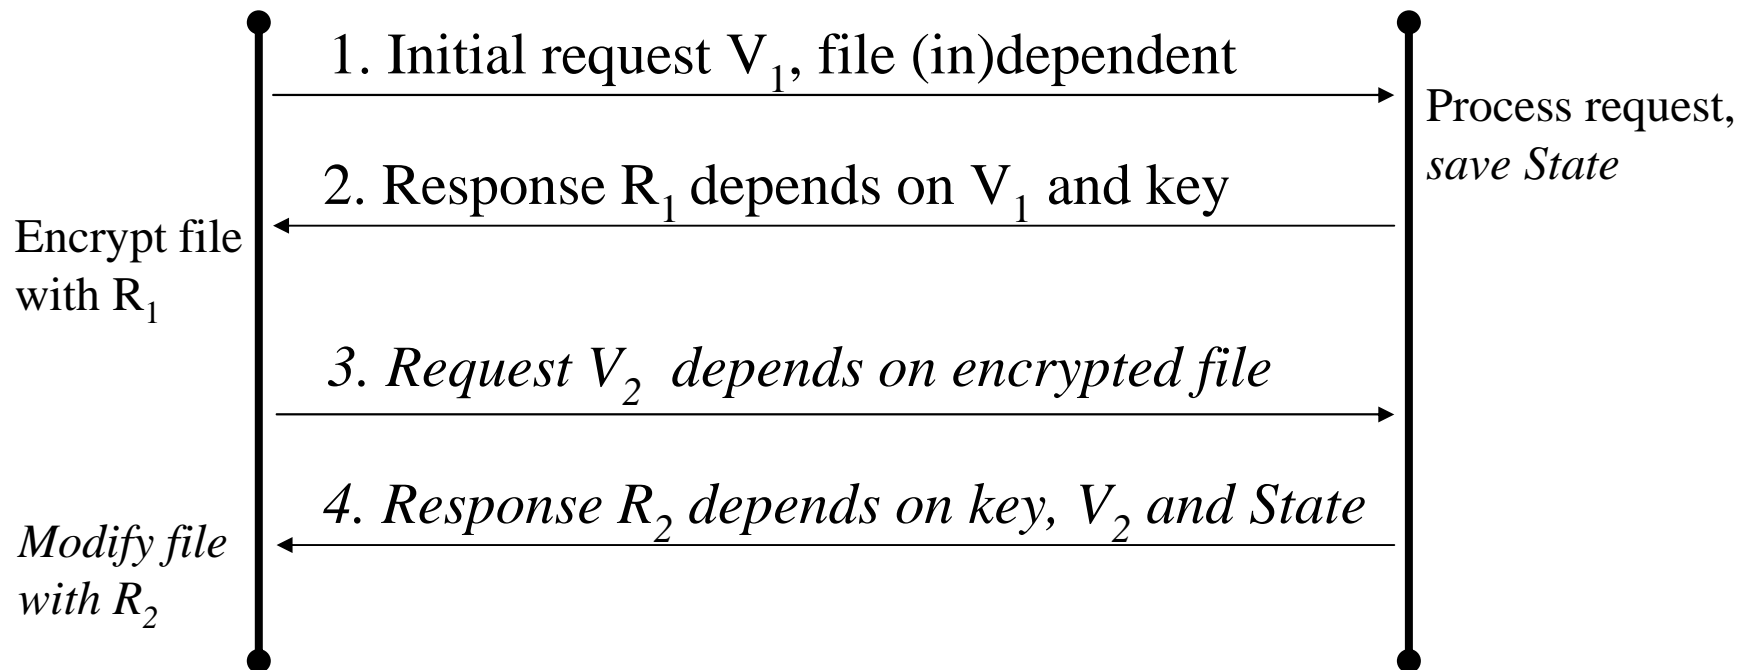 1. Initial request V₁, file (in)dependent
Process request,
save State
2. Response R₁ depends on V₁ and key
Encrypt file
with R₁
3. Request V₂ depends on encrypted file
4. Response R₂ depends on key, V₂ and State
Modify file
with R₂